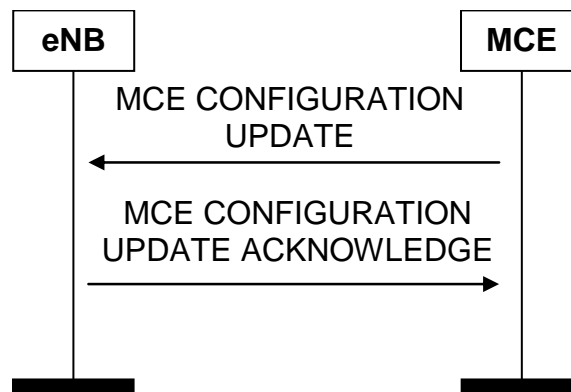 eNB
MCE
MCE CONFIGURATION
UPDATE
MCE CONFIGURATION
UPDATE ACKNOWLEDGE